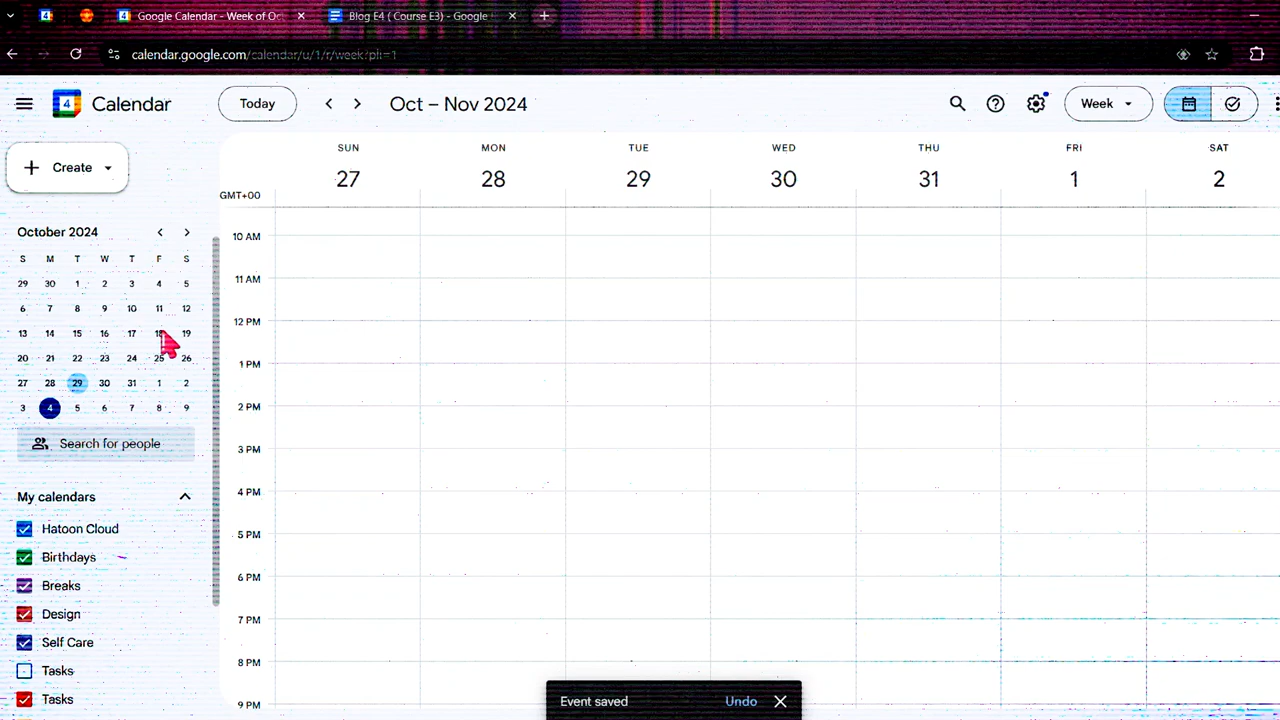 Google Calendar - Week of Oc
Blog E4 ( Course E3) - Google
calendar.google.com/calendar/u/1/r/week?pli=1
4 Calendar
Today
Oct – Nov 2024
Week
Create
SUN MON TUE WED THU FRI SAT
27 28 29 30 31 1 2
GMT+00
October 2024
S M T W T F S
29 30 1 2 3 4 5
6 7 8 9 10 11 12
13 14 15 16 17 18 19
20 21 22 23 24 25 26
27 28 29 30 31 1 2
3 4 5 6 7 8 9
Search for people
My calendars
Hatoon Cloud
Birthdays
Breaks
Design
Self Care
Tasks
Tasks
10 AM
11 AM
12 PM
1 PM
2 PM
3 PM
4 PM
5 PM
6 PM
7 PM
8 PM
9 PM
Event saved Undo